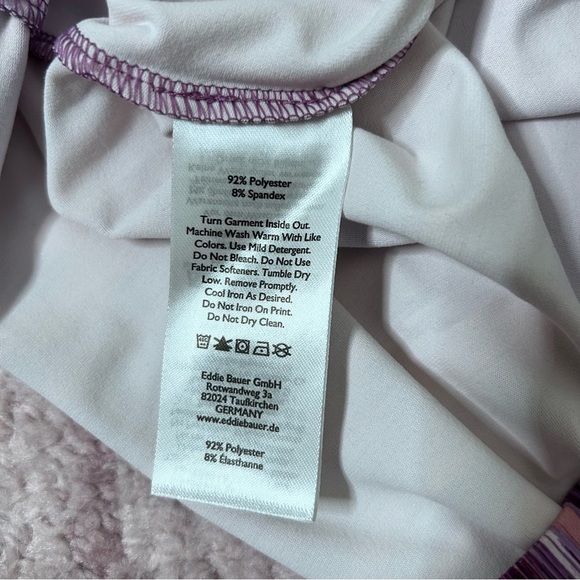 92% Polyester
8% Spandex
Turn Garment Inside Out.
Machine Wash Warm With Like
Colors. Use Mild Detergent.
Do Not Bleach. Do Not Use
Fabric Softeners. Tumble Dry
Low. Remove Promptly.
Cool Iron As Desired.
Do Not Iron On Print.
Do Not Dry Clean.
Eddie Bauer GmbH
Rotwandweg 3a
82024 Taufkirchen
GERMANY
www.eddiebauer.de
92% Polyester
8% Élasthanne